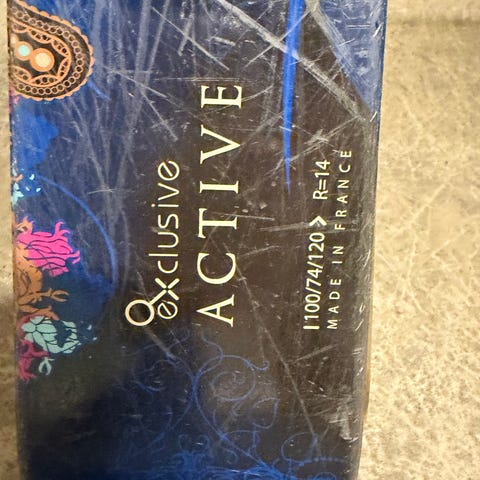 exclusive
ACTIVE
I 100/74/120 > R=14
MADE IN FRANCE